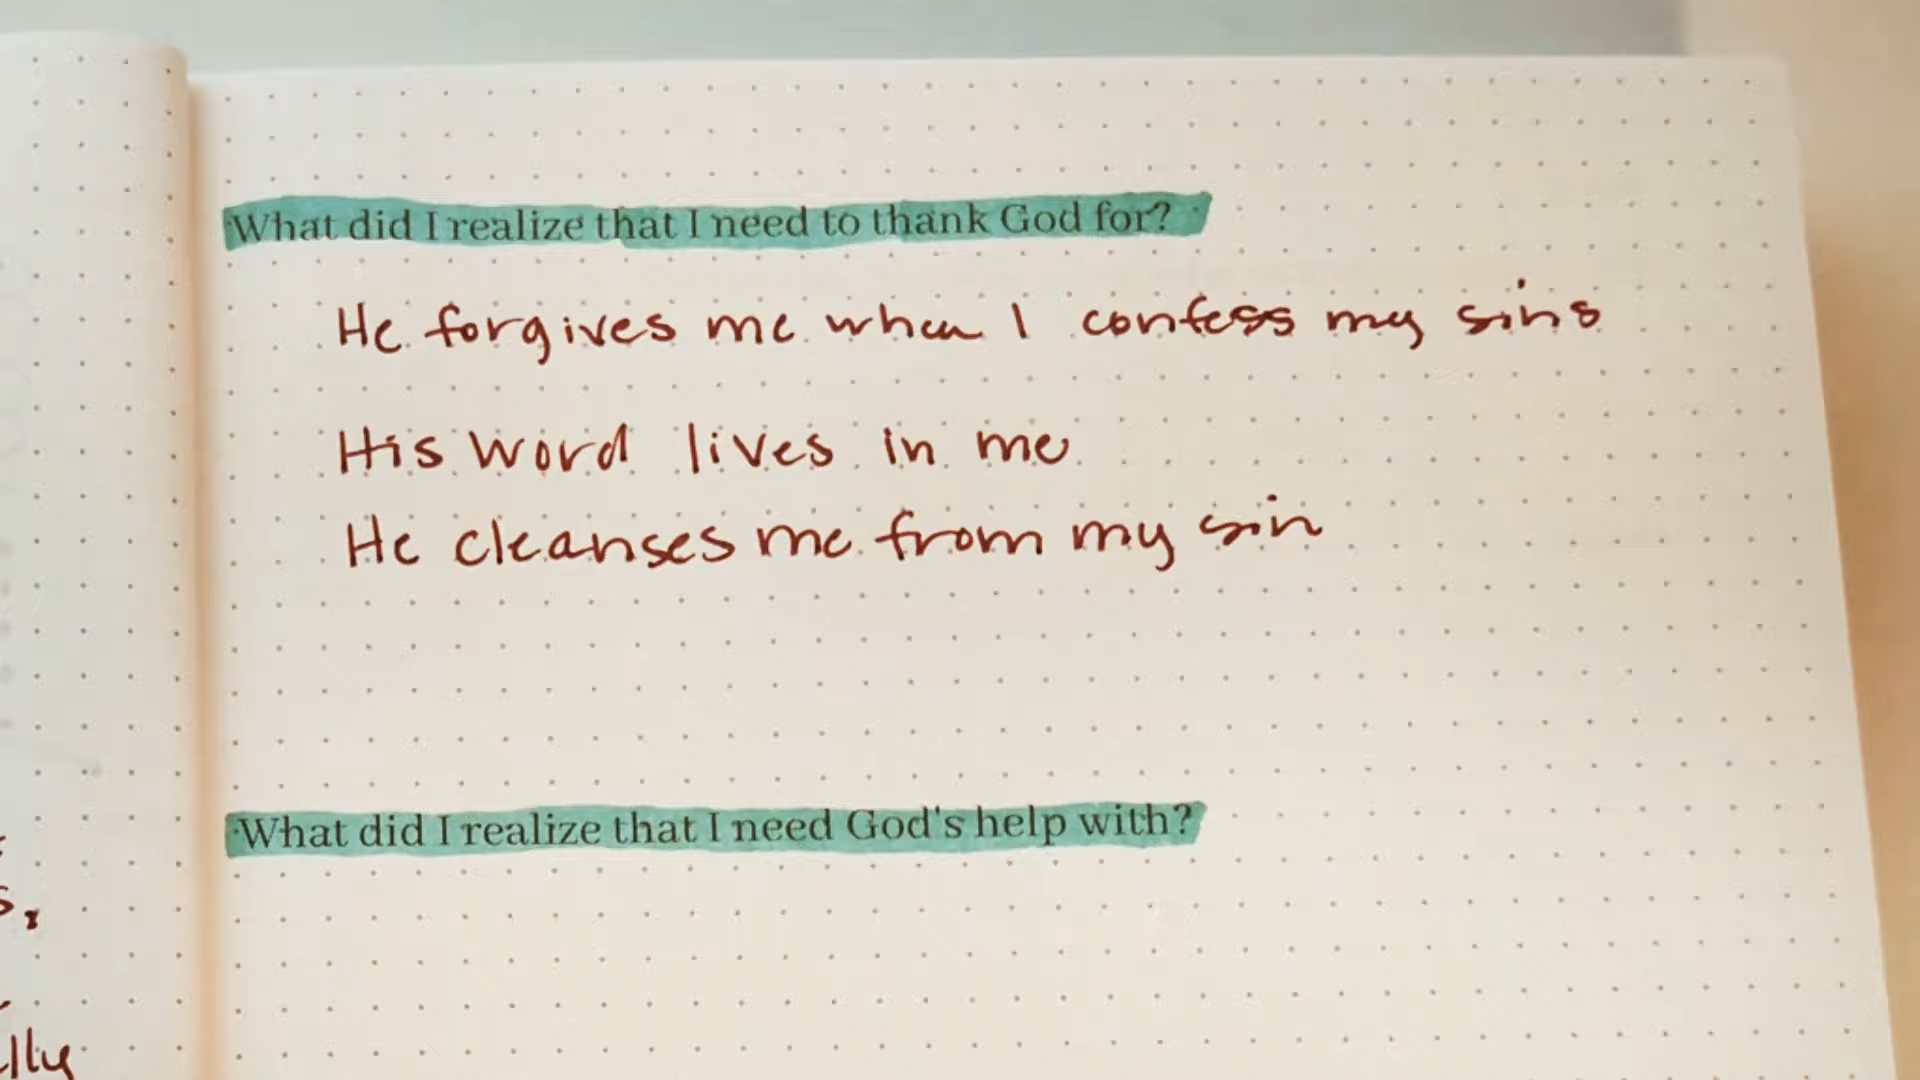 What did I realize that I need to thank God for?
He forgives me when I confess my sins
His word lives in me
He cleanses me from my sin
What did I realize that I need God's help with?